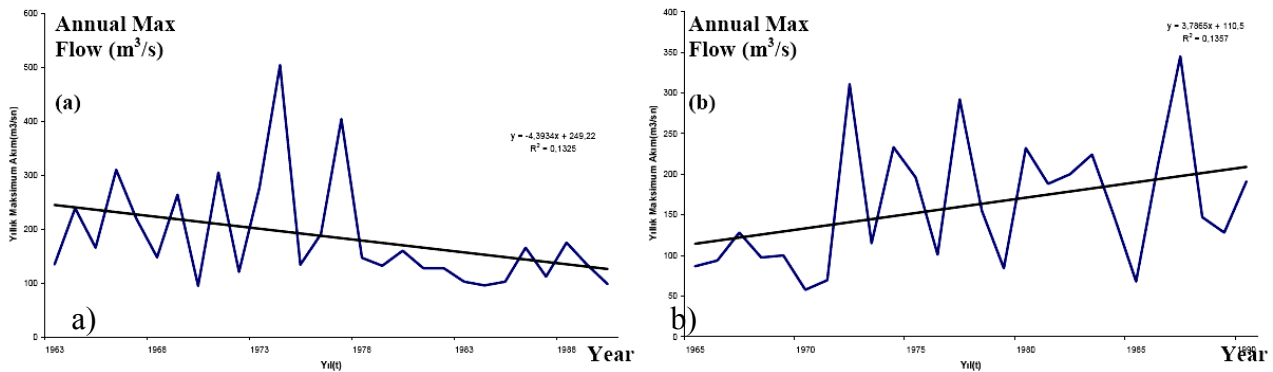 Annual Max
Flow (m³/s)
(a)
Yıllık Maksimum Akım(m3/sn)
600
500
400
300
200
100
0
y = -4,3934x + 249,22
R² = 0,1325
a)
1963
1968
1973
1978
1983
1988
Year
Yıl(t)
Annual Max
Flow (m³/s)
(b)
Yıllık Maksimum Akım(m3/sn)
400
350
300
250
200
150
100
50
0
y = 3,7865x + 110,5
R² = 0,1357
b)
1965
1970
1975
1980
1985
1990
Year
Yıl(t)